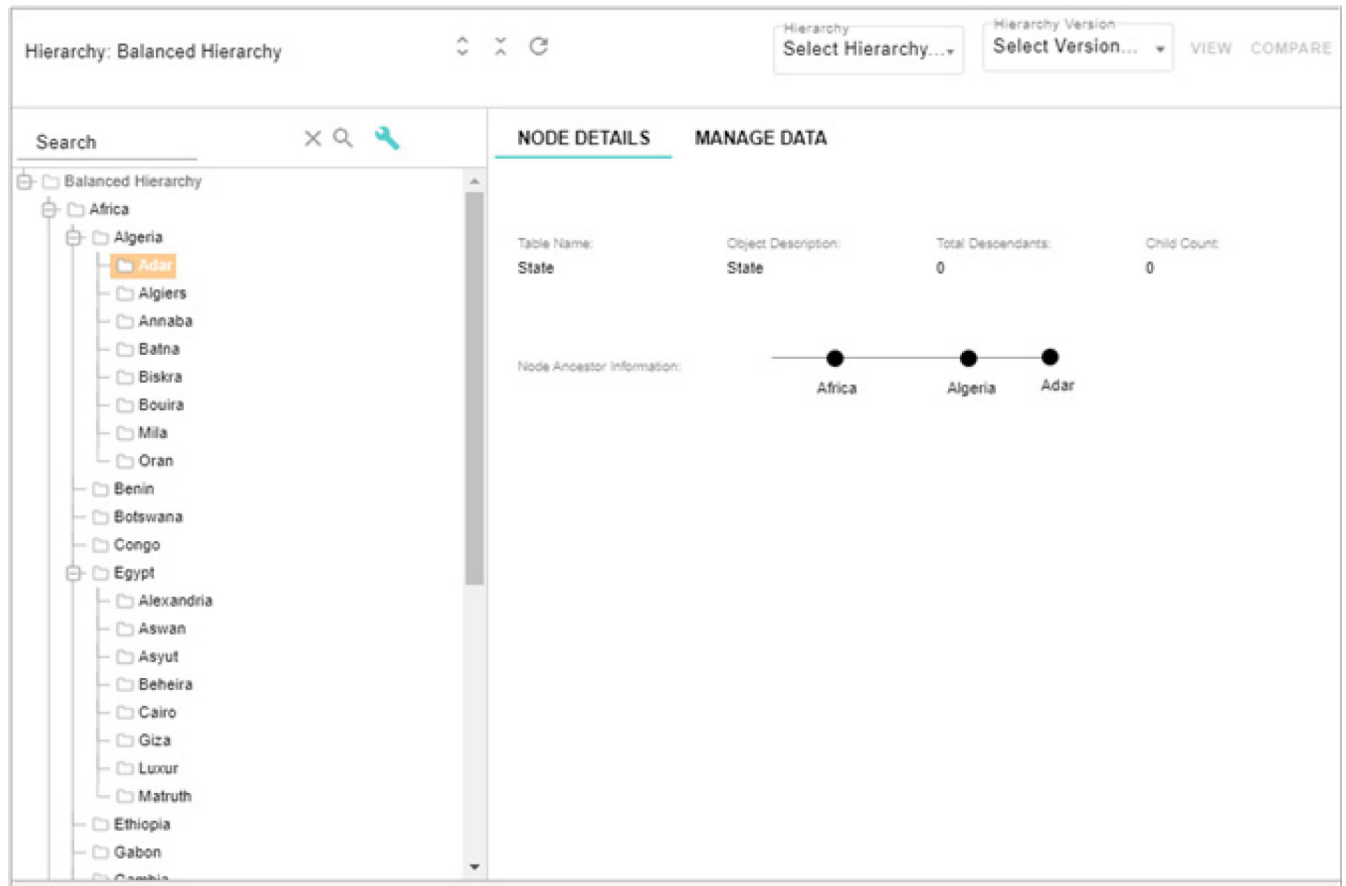 Hierarchy: Balanced Hierarchy
Hierarchy
Select Hierarchy...
Hierarchy Version
Select Version...
VIEW COMPARE
Search
NODE DETAILS MANAGE DATA
Balanced Hierarchy
Africa
Algeria
Adar
Algiers
Annaba
Batna
Biskra
Bouira
Mila
Oran
Benin
Botswana
Congo
Egypt
Alexandria
Aswan
Asyut
Beheira
Cairo
Giza
Luxur
Matruth
Ethiopia
Gabon
Gambia
Table Name: Object Description: Total Descendants: Child Count:
State State 0 0
Node Ancestor Information:
Africa Algeria Adar